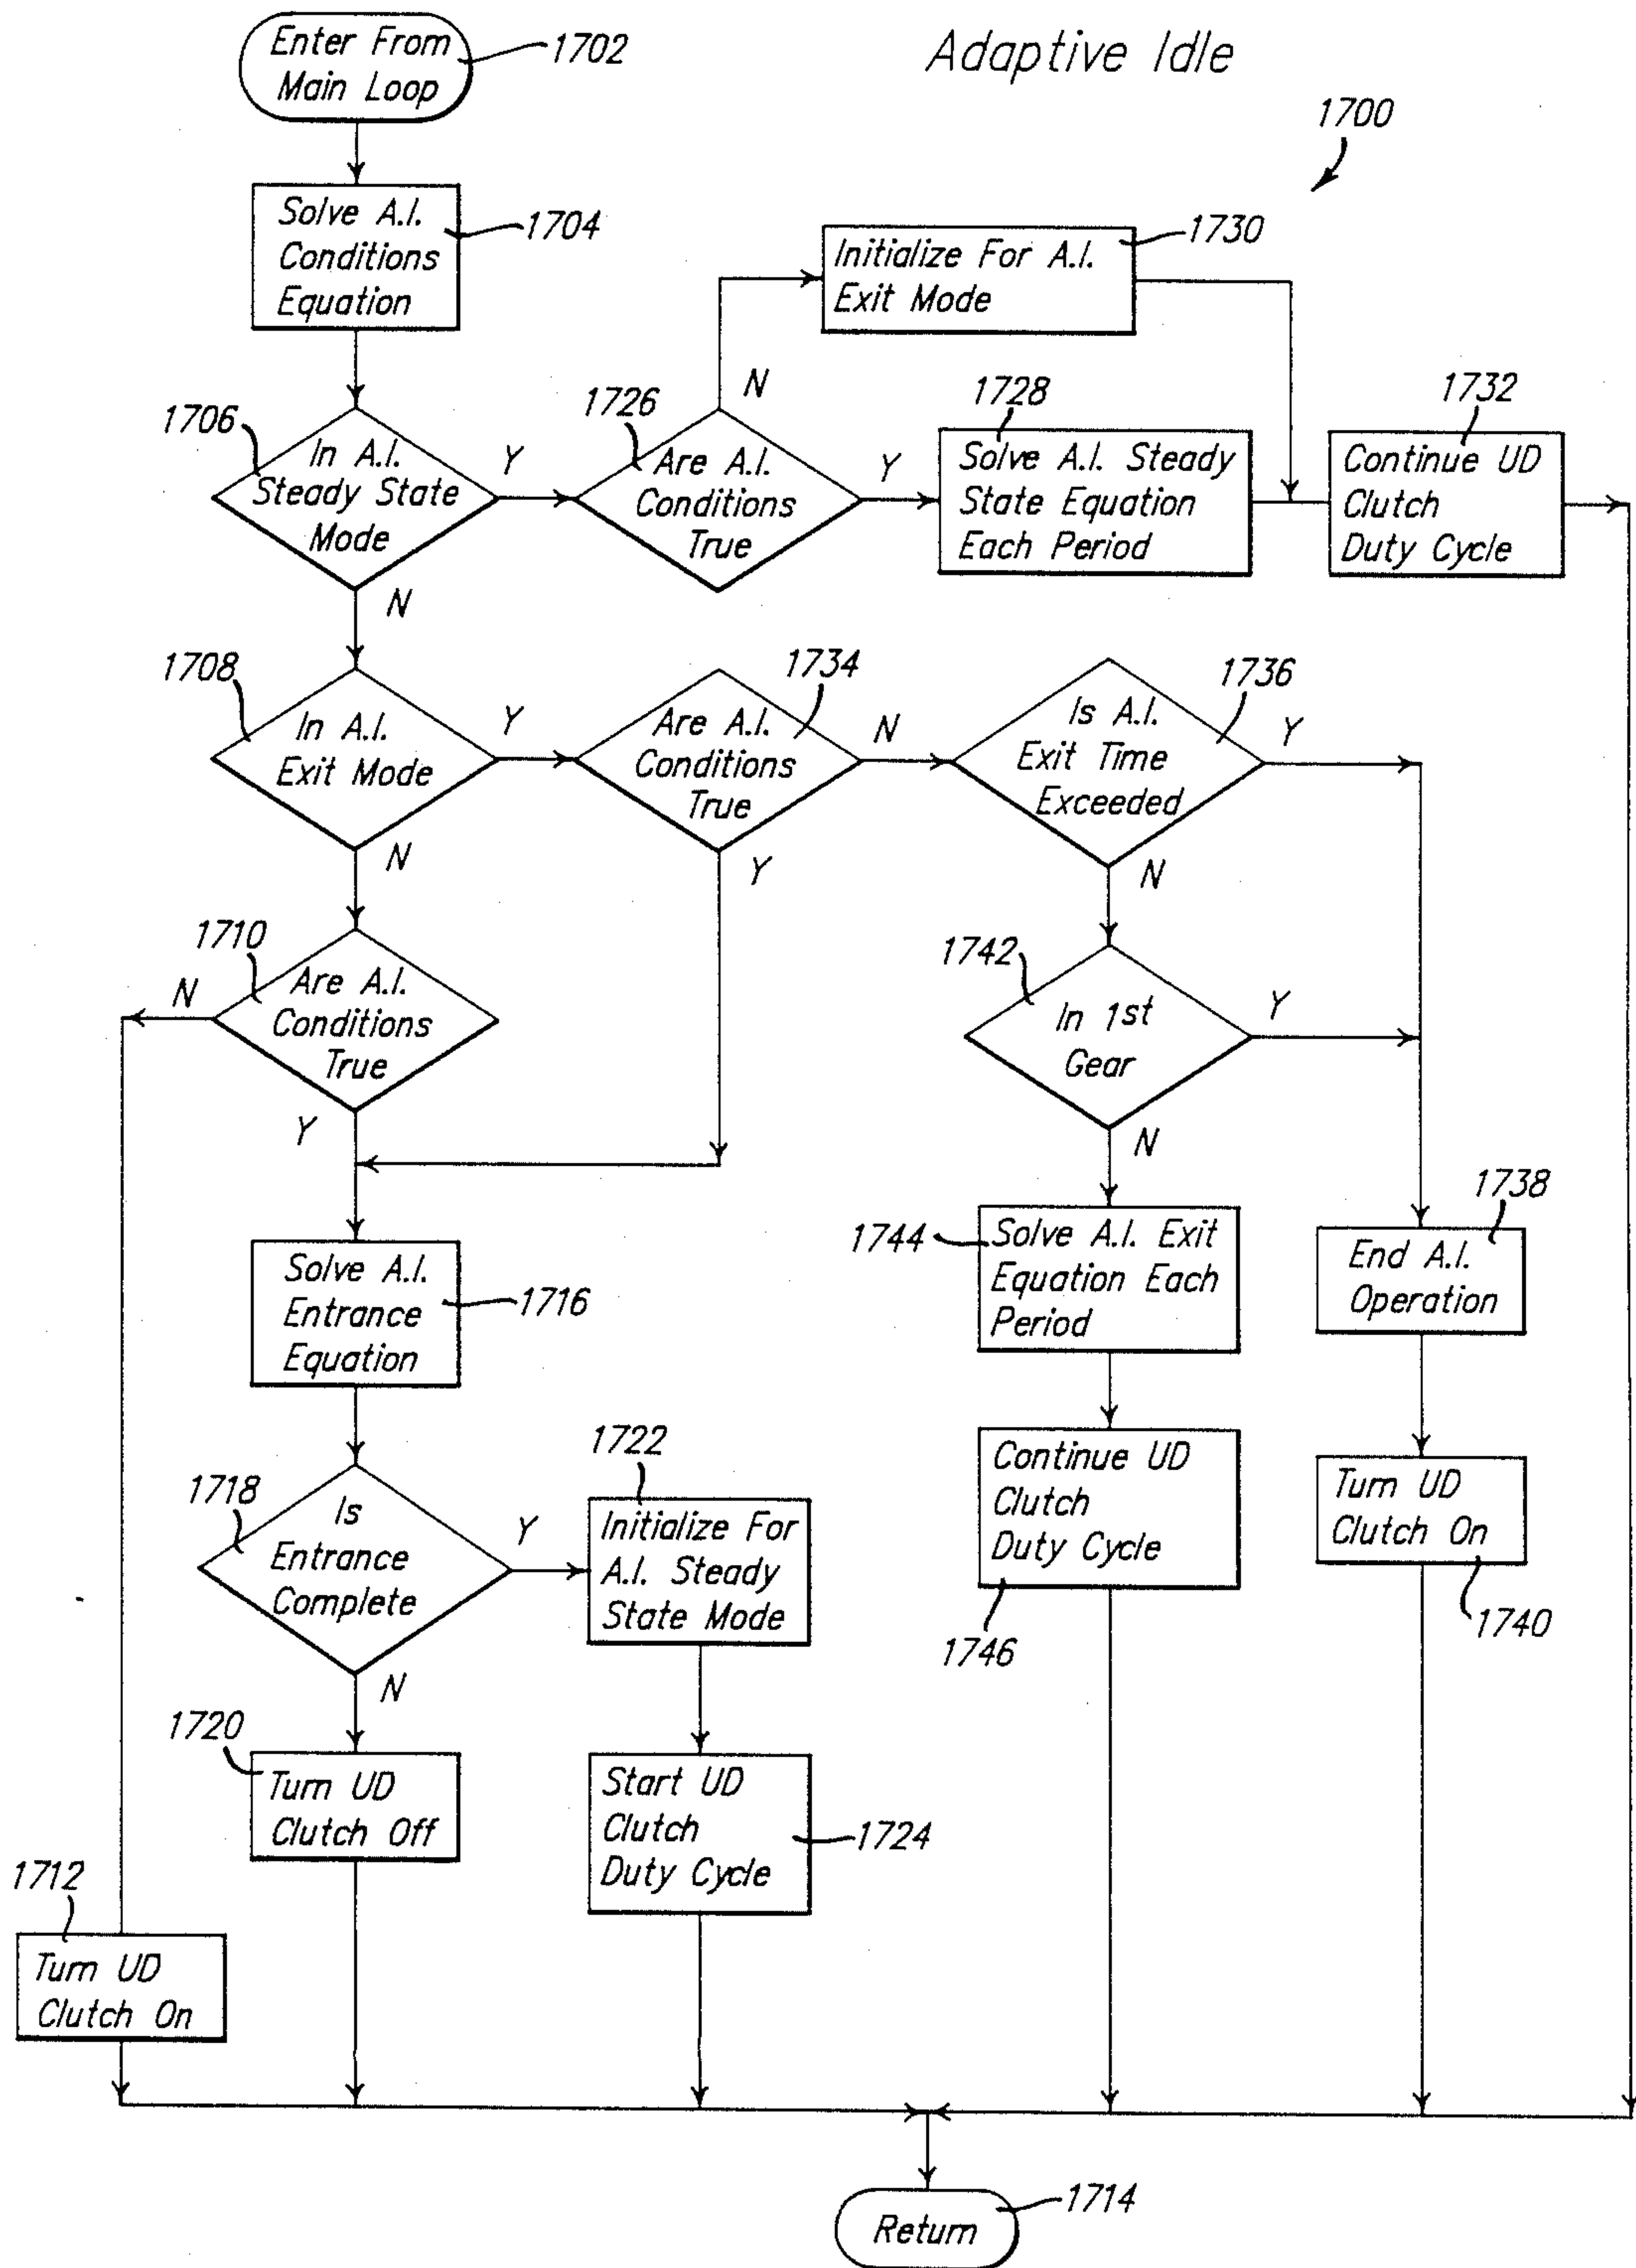 Adaptive Idle
1700
Enter From
Main Loop
1702
Solve A.I.
Conditions
Equation
1704
Initialize For A.I.
Exit Mode
1730
1706
In A.I.
Steady State
Mode
Y
N
1726
Are A.I.
Conditions
True
N
Y
1728
Solve A.I. Steady
State Equation
Each Period
1732
Continue UD
Clutch
Duty Cycle
1708
In A.I.
Exit Mode
Y
N
1734
Are A.I.
Conditions
True
N
Y
1736
Is A.I.
Exit Time
Exceeded
Y
N
1710
Are A.I.
Conditions
True
N
Y
1742
In 1st
Gear
Y
N
1716
Solve A.I.
Entrance
Equation
1744
Solve A.I. Exit
Equation Each
Period
1738
End A.I.
Operation
1718
Is
Entrance
Complete
Y
N
1722
Initialize For
A.I. Steady
State Mode
Continue UD
Clutch
Duty Cycle
1746
Turn UD
Clutch On
1740
1720
Turn UD
Clutch Off
Start UD
Clutch
Duty Cycle
1724
1712
Turn UD
Clutch On
Return
1714